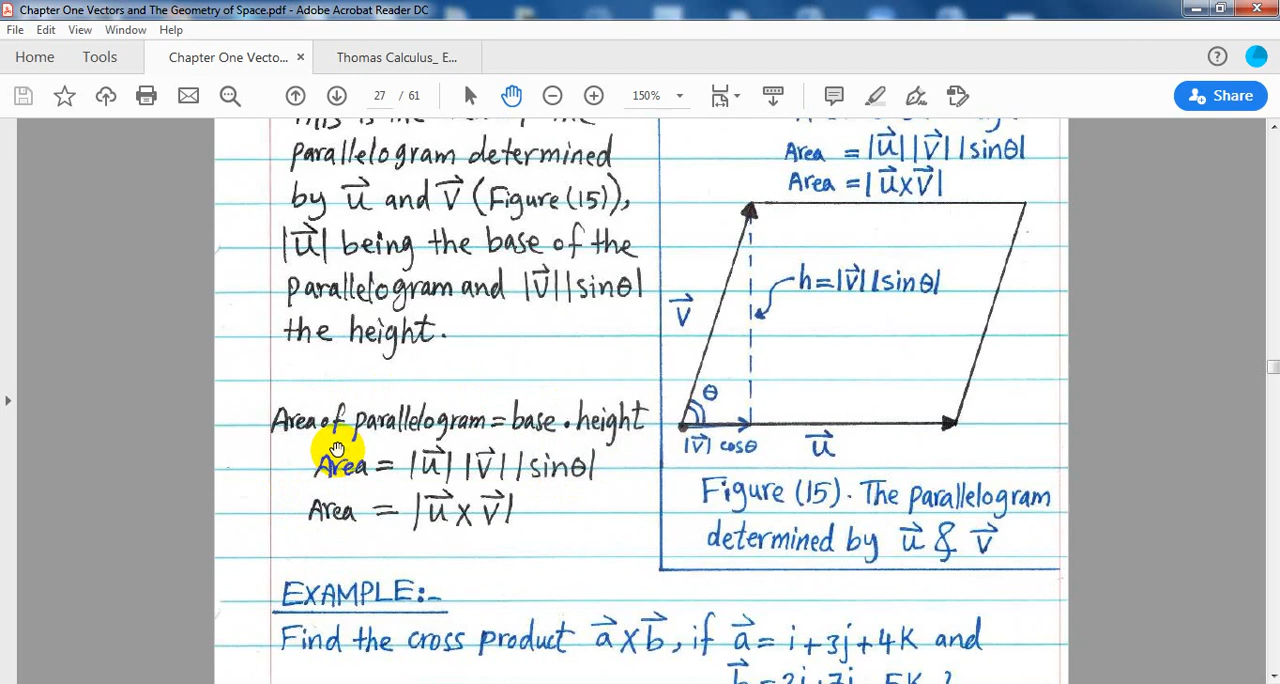 Chapter One Vectors and The Geometry of Space.pdf - Adobe Acrobat Reader DC
File Edit View Window Help
Home Tools Chapter One Vecto... × Thomas Calculus_ E...
27 / 61 150% Share
parallelogram determined
by u⃗ and v⃗ (Figure (15)),
|u⃗| being the base of the
parallelogram and |v⃗||sinθ|
the height.
Area of parallelogram = base . height
Area = |u⃗| |v⃗| |sinθ|
Area = |u⃗ x v⃗|
Area = |u⃗||v⃗||sinθ|
Area = |u⃗xv⃗|
h=|v⃗||sinθ|
v⃗
θ
|v⃗| cosθ
u⃗
Figure (15). The parallelogram
determined by u⃗ & v⃗
EXAMPLE:-
Find the cross product a⃗xb⃗, if a⃗ = i+3j+4k and